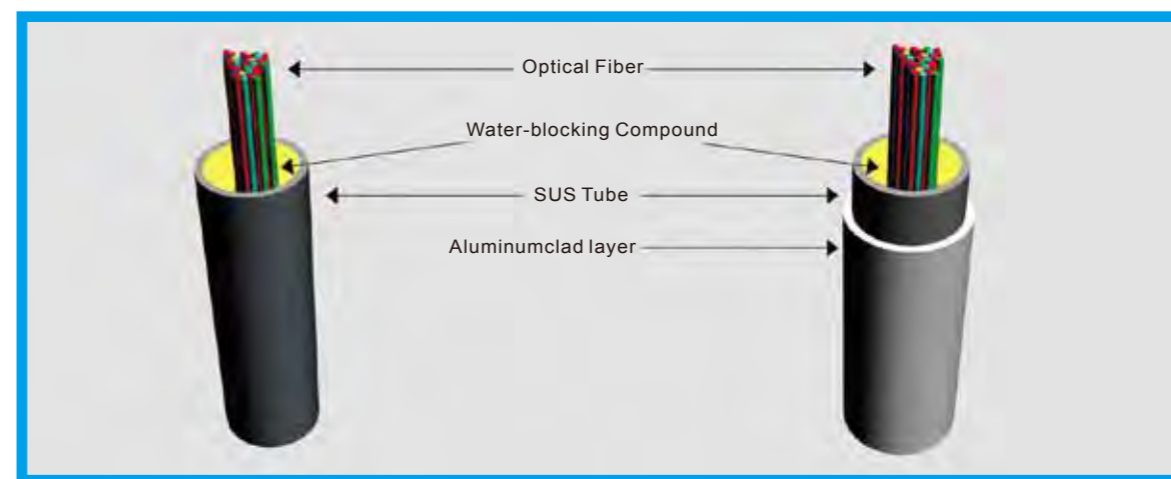 Optical Fiber
Water-blocking Compound
SUS Tube
Aluminumclad layer